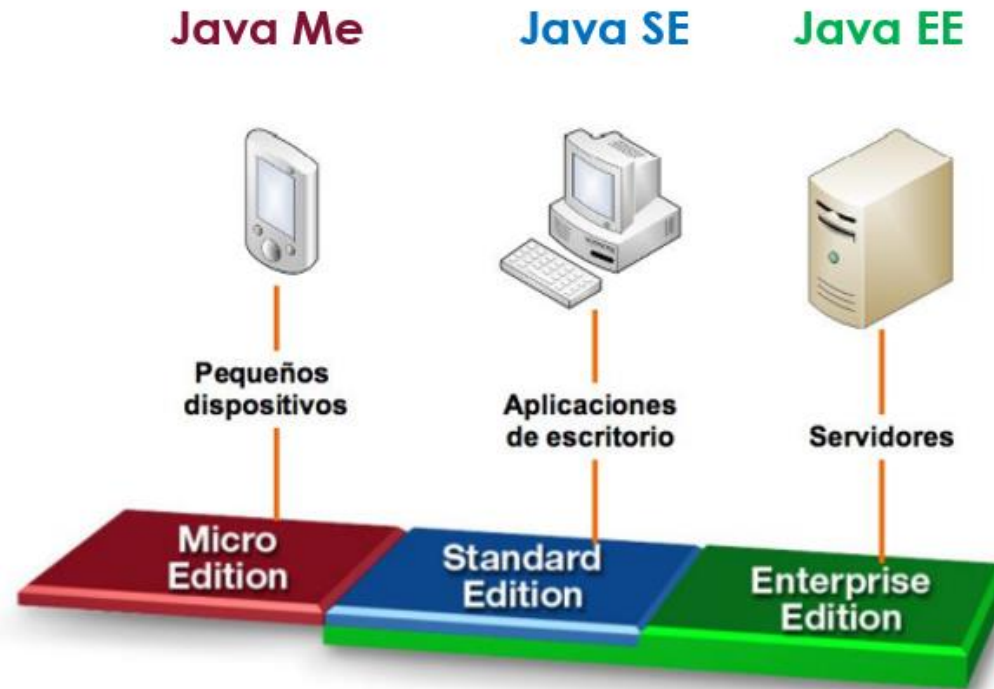 Java Me
Java SE
Java EE
Pequeños
dispositivos
Aplicaciones
de escritorio
Servidores
Micro
Edition
Standard
Edition
Enterprise
Edition